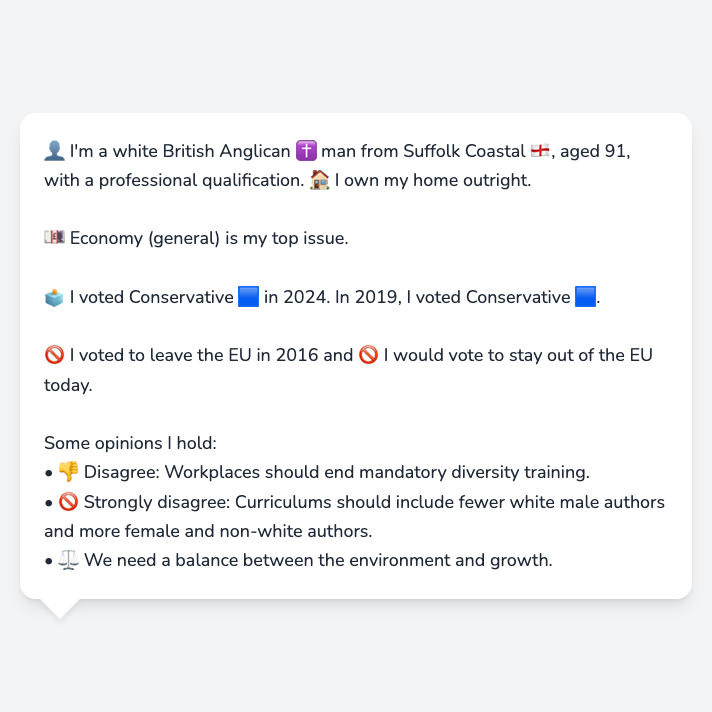 👤 I'm a white British Anglican ✝️ man from Suffolk Coastal 🏴󠁧󠁢󠁥󠁮󠁧󠁿, aged 91,
with a professional qualification. 🏠 I own my home outright.
💷 Economy (general) is my top issue.
🗳️ I voted Conservative 🟦 in 2024. In 2019, I voted Conservative 🟦.
🚫 I voted to leave the EU in 2016 and 🚫 I would vote to stay out of the EU
today.
Some opinions I hold:
• 👎 Disagree: Workplaces should end mandatory diversity training.
• 🚫 Strongly disagree: Curriculums should include fewer white male authors
and more female and non-white authors.
• ⚖️ We need a balance between the environment and growth.